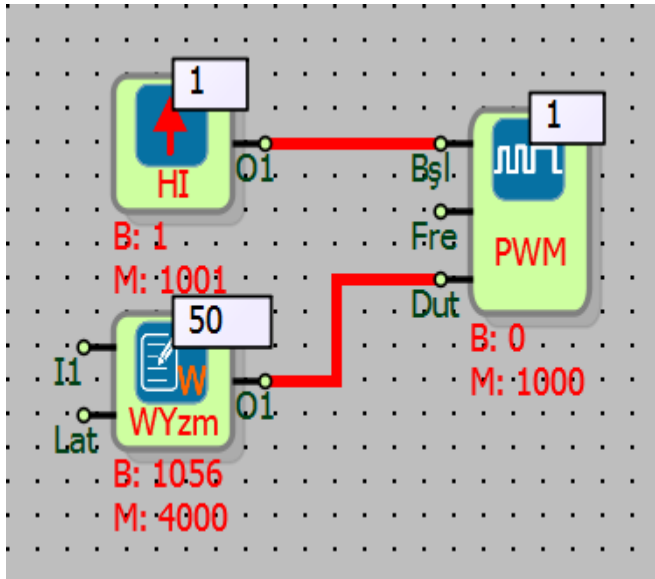 1
HI
O1
B: 1
M: 1001
1
Bşl
Fre
Dut
PWM
B: 0
M: 1000
50
I1
Lat
W
WYzm
O1
B: 1056
M: 4000